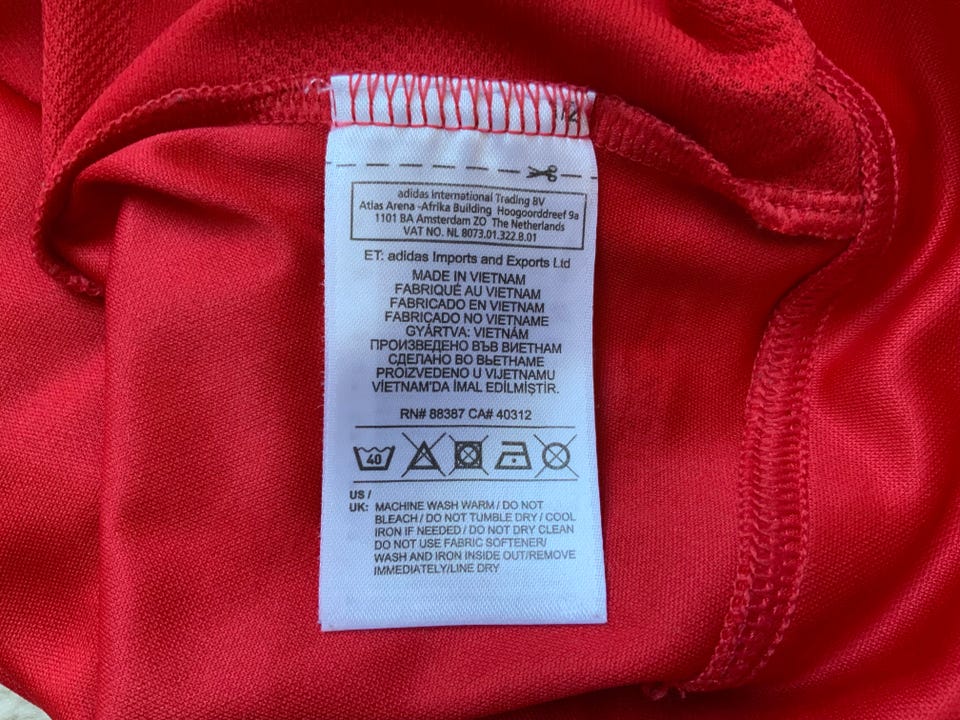 adidas International Trading BV
Atlas Arena -Afrika Building Hoogoorddreef 9a
1101 BA Amsterdam ZO The Netherlands
VAT NO. NL 8073.01.322.B.01
ET: adidas Imports and Exports Ltd
MADE IN VIETNAM
FABRIQUÉ AU VIETNAM
FABRICADO EN VIETNAM
FABRICADO NO VIETNAME
GYÁRTVA: VIETNÁM
ПРОИЗВЕДЕНО ВЪВ ВИЕТНАМ
СДЕЛАНО ВО ВЬЕТНАМЕ
PROIZVEDENO U VIJETNAMU
VİETNAM'DA İMAL EDİLMİŞTİR.
RN# 88387 CA# 40312
40
US /
UK: MACHINE WASH WARM / DO NOT
BLEACH / DO NOT TUMBLE DRY / COOL
IRON IF NEEDED / DO NOT DRY CLEAN
DO NOT USE FABRIC SOFTENER/
WASH AND IRON INSIDE OUT/REMOVE
IMMEDIATELY/LINE DRY